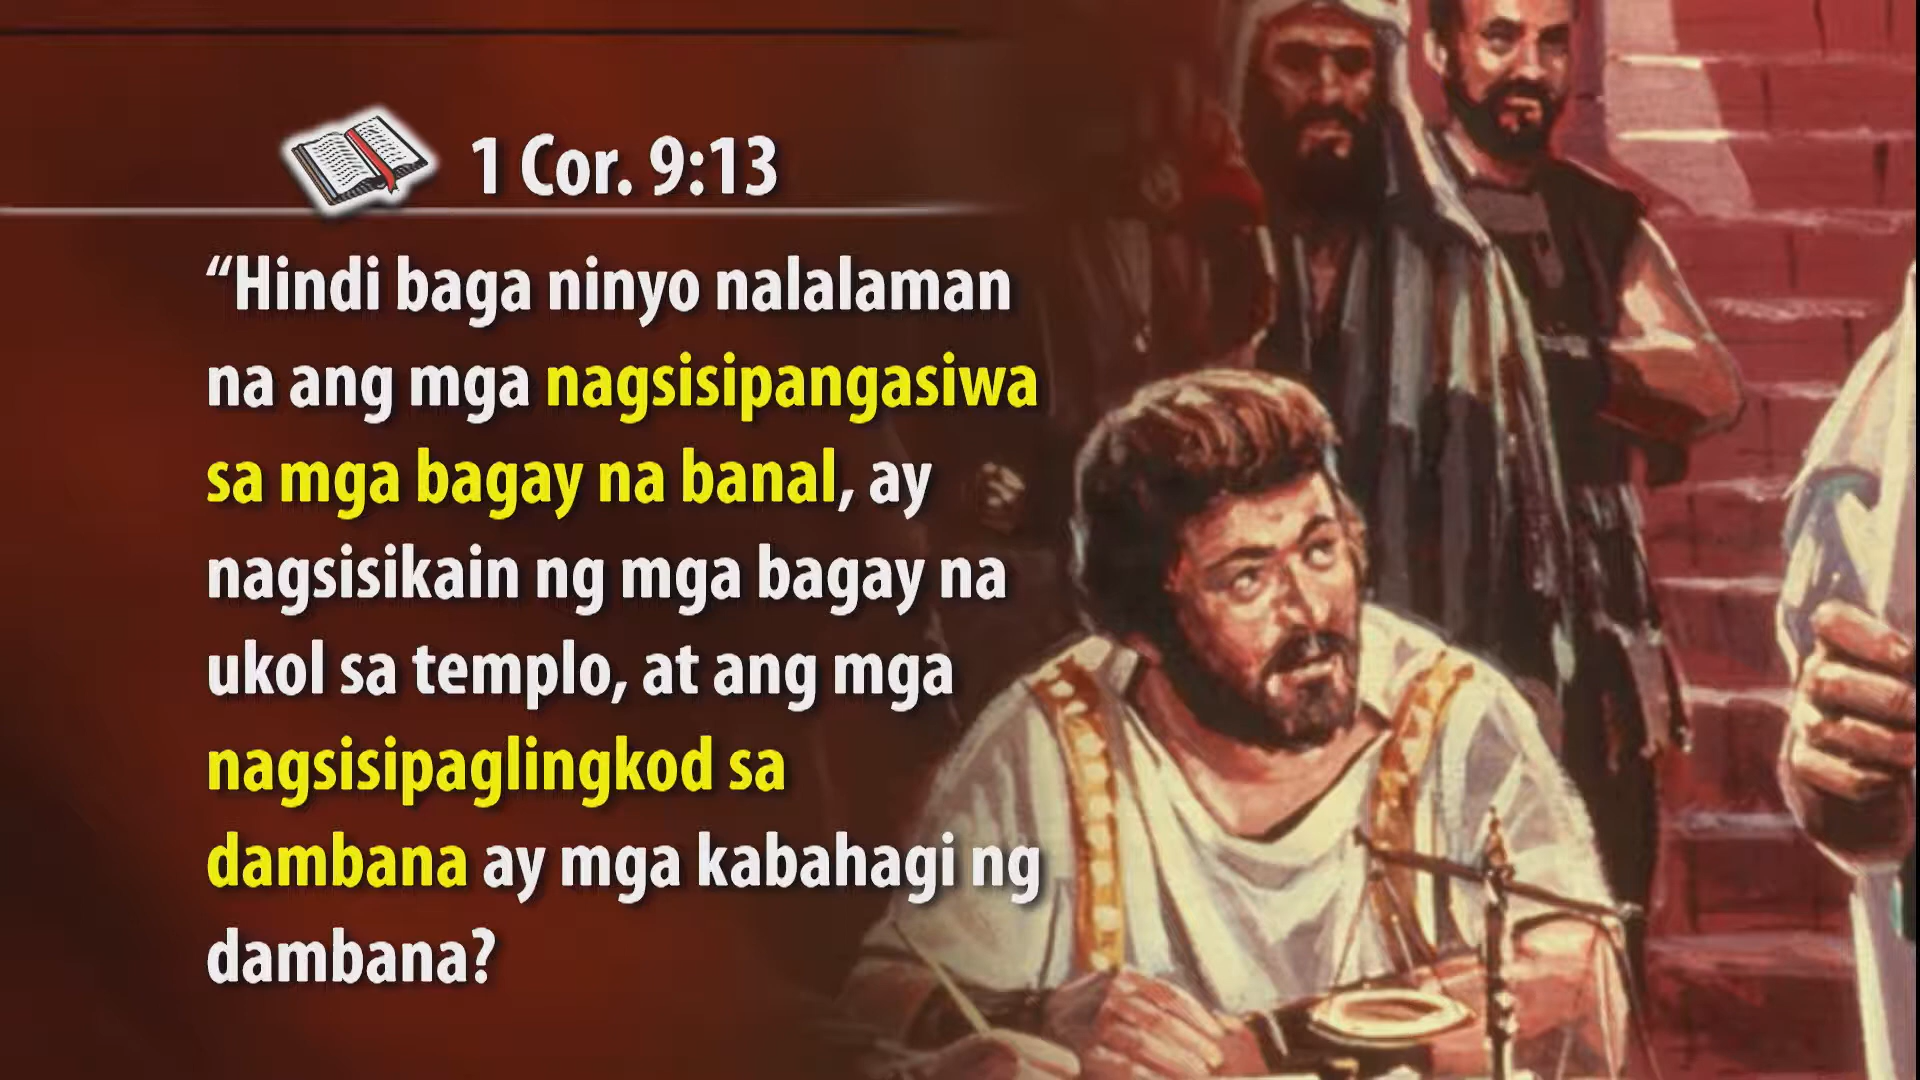 1 Cor. 9:13
“Hindi baga ninyo nalalaman
na ang mga nagsisipangasiwa
sa mga bagay na banal, ay
nagsisikain ng mga bagay na
ukol sa templo, at ang mga
nagsisipaglingkod sa
dambana ay mga kabahagi ng
dambana?